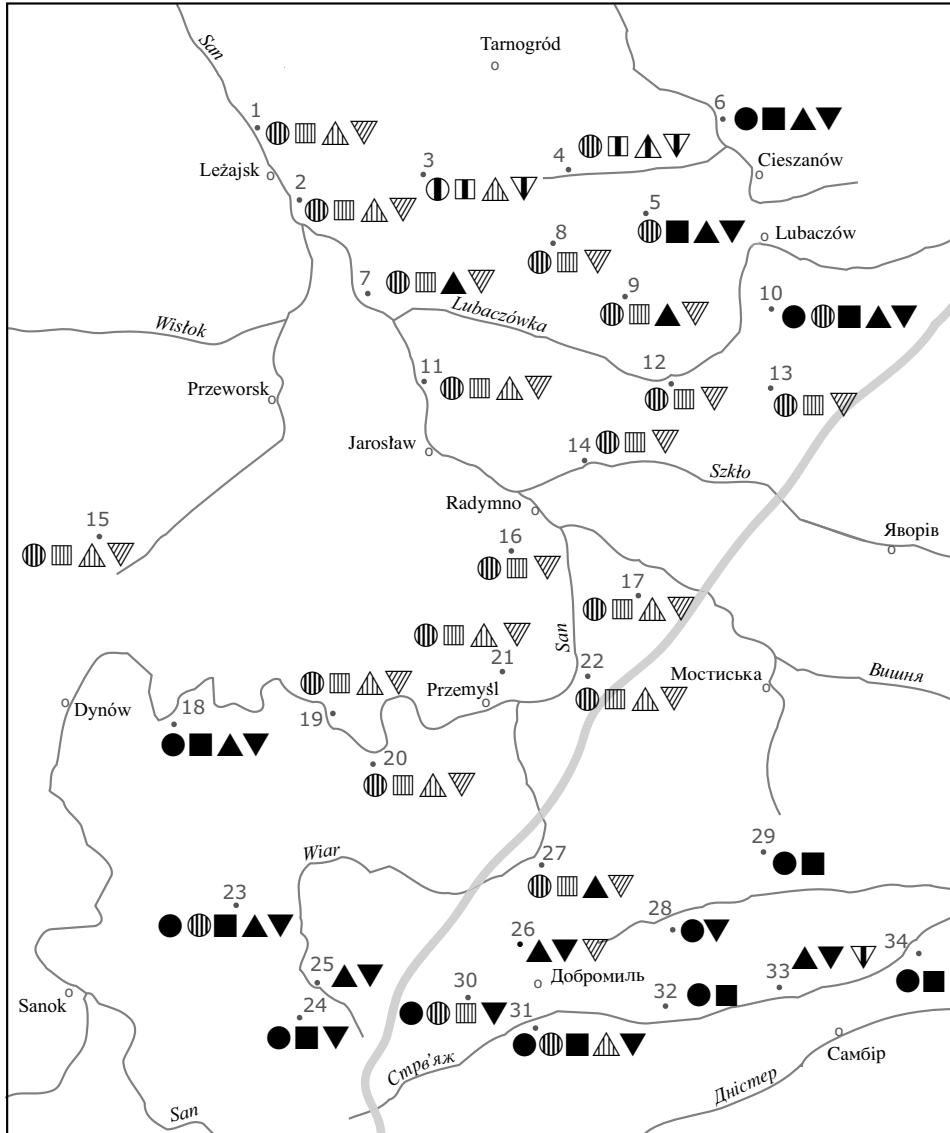 San
Tarnogród
1
6
Leżajsk
3
4
Cieszanów
2
5
8
Lubaczów
7
9
10
Wisłok
Lubaczówka
11
12
13
Przeworsk
Jarosław
14
Szkło
Radymno
15
16
Яворів
17
San
21
22
Мостиська
Вишня
Dynów
18
19
Przemyśl
20
29
Wiar
27
23
28
26
34
25
Добромиль
33
Sanok
24
30
32
31
Самбір
Стрв’яж
Дністер
San